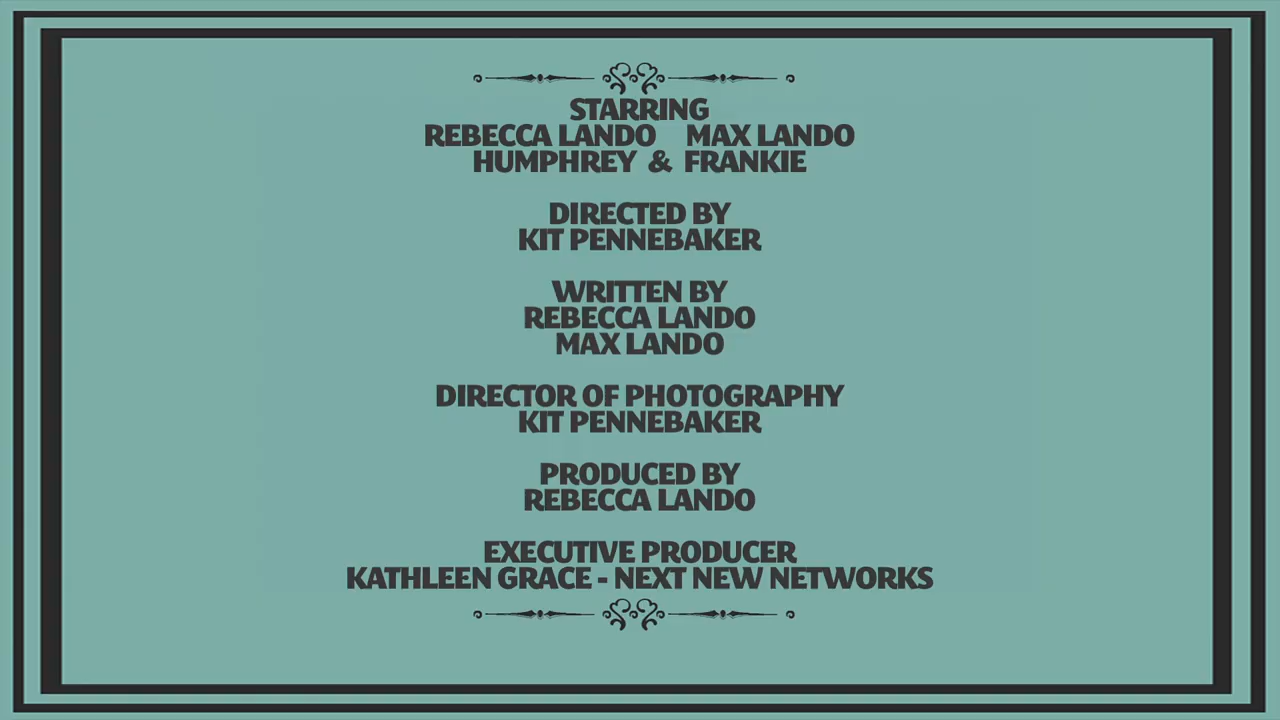 STARRING
REBECCA LANDO MAX LANDO
HUMPHREY & FRANKIE
DIRECTED BY
KIT PENNEBAKER
WRITTEN BY
REBECCA LANDO
MAX LANDO
DIRECTOR OF PHOTOGRAPHY
KIT PENNEBAKER
PRODUCED BY
REBECCA LANDO
EXECUTIVE PRODUCER
KATHLEEN GRACE - NEXT NEW NETWORKS